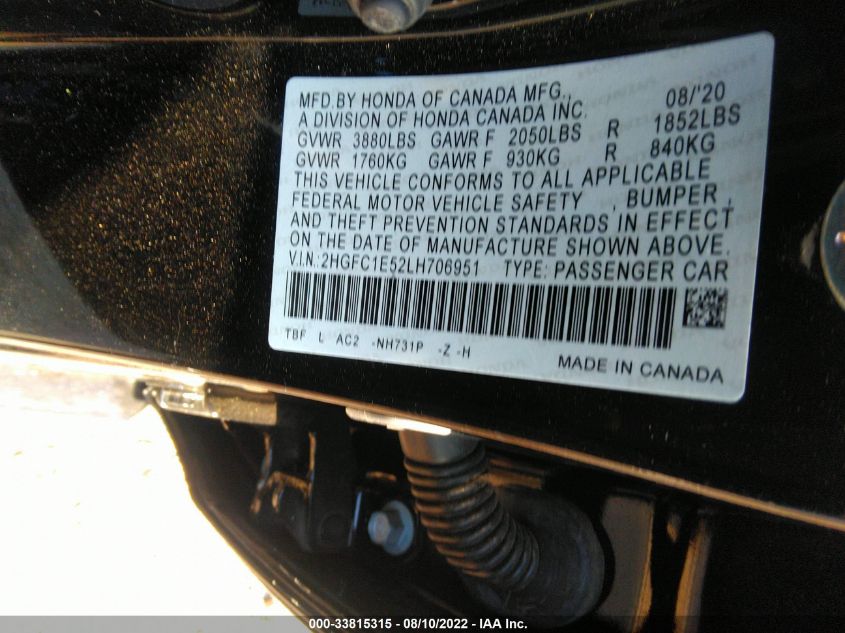 MFD.BY HONDA OF CANADA MFG., 08/'20
A DIVISION OF HONDA CANADA INC.
GVWR 3880LBS GAWR F 2050LBS R 1852LBS
GVWR 1760KG GAWR F 930KG R 840KG
THIS VEHICLE CONFORMS TO ALL APPLICABLE
FEDERAL MOTOR VEHICLE SAFETY , BUMPER ,
AND THEFT PREVENTION STANDARDS IN EFFECT
ON THE DATE OF MANUFACTURE SHOWN ABOVE.
V.I.N.:2HGFC1E52LH706951 TYPE: PASSENGER CAR
TBF L AC2 -NH731P -Z -H
MADE IN CANADA
000-33815315 - 08/10/2022 - IAA Inc.